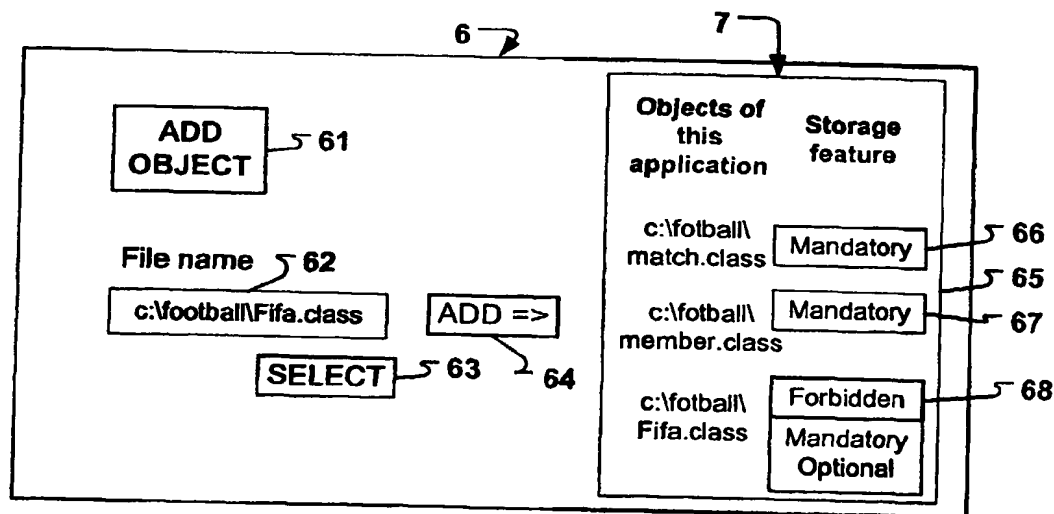 6
7
ADD
OBJECT
61
File name
62
c:\football\Fifa.class
ADD =>
SELECT
63
64
Objects of
this
application
Storage
feature
c:\fotball\
match.class
Mandatory
66
65
c:\fotball\
member.class
Mandatory
67
c:\fotball\
Fifa.class
Forbidden
68
Mandatory
Optional